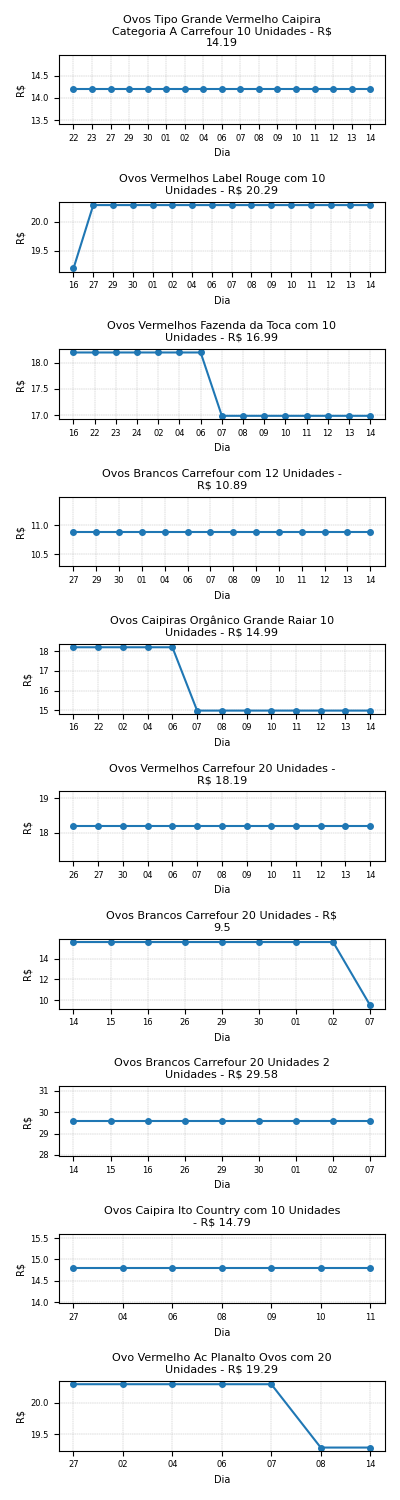 Ovos Tipo Grande Vermelho Caipira
Categoria A Carrefour 10 Unidades - R$
14.19
14.5
14.0
13.5
R$
22 23 27 29 30 01 02 04 06 07 08 09 10 11 12 13 14
Dia
Ovos Vermelhos Label Rouge com 10
Unidades - R$ 20.29
20.0
19.5
R$
16 27 29 30 01 02 04 06 07 08 09 10 11 12 13 14
Dia
Ovos Vermelhos Fazenda da Toca com 10
Unidades - R$ 16.99
18.0
17.5
17.0
R$
16 22 23 24 02 04 06 07 08 09 10 11 12 13 14
Dia
Ovos Brancos Carrefour com 12 Unidades -
R$ 10.89
11.0
10.5
R$
27 29 30 01 04 06 07 08 09 10 11 12 13 14
Dia
Ovos Caipiras Orgânico Grande Raiar 10
Unidades - R$ 14.99
18
17
16
15
R$
16 22 02 04 06 07 08 09 10 11 12 13 14
Dia
Ovos Vermelhos Carrefour 20 Unidades -
R$ 18.19
19
18
R$
26 27 30 04 06 07 08 09 10 11 12 13 14
Dia
Ovos Brancos Carrefour 20 Unidades - R$
9.5
14
12
10
R$
14 15 16 26 29 30 01 02 07
Dia
Ovos Brancos Carrefour 20 Unidades 2
Unidades - R$ 29.58
31
30
29
28
R$
14 15 16 26 29 30 01 02 07
Dia
Ovos Caipira Ito Country com 10 Unidades
- R$ 14.79
15.5
15.0
14.5
14.0
R$
27 04 06 08 09 10 11
Dia
Ovo Vermelho Ac Planalto Ovos com 20
Unidades - R$ 19.29
20.0
19.5
R$
27 02 04 06 07 08 14
Dia